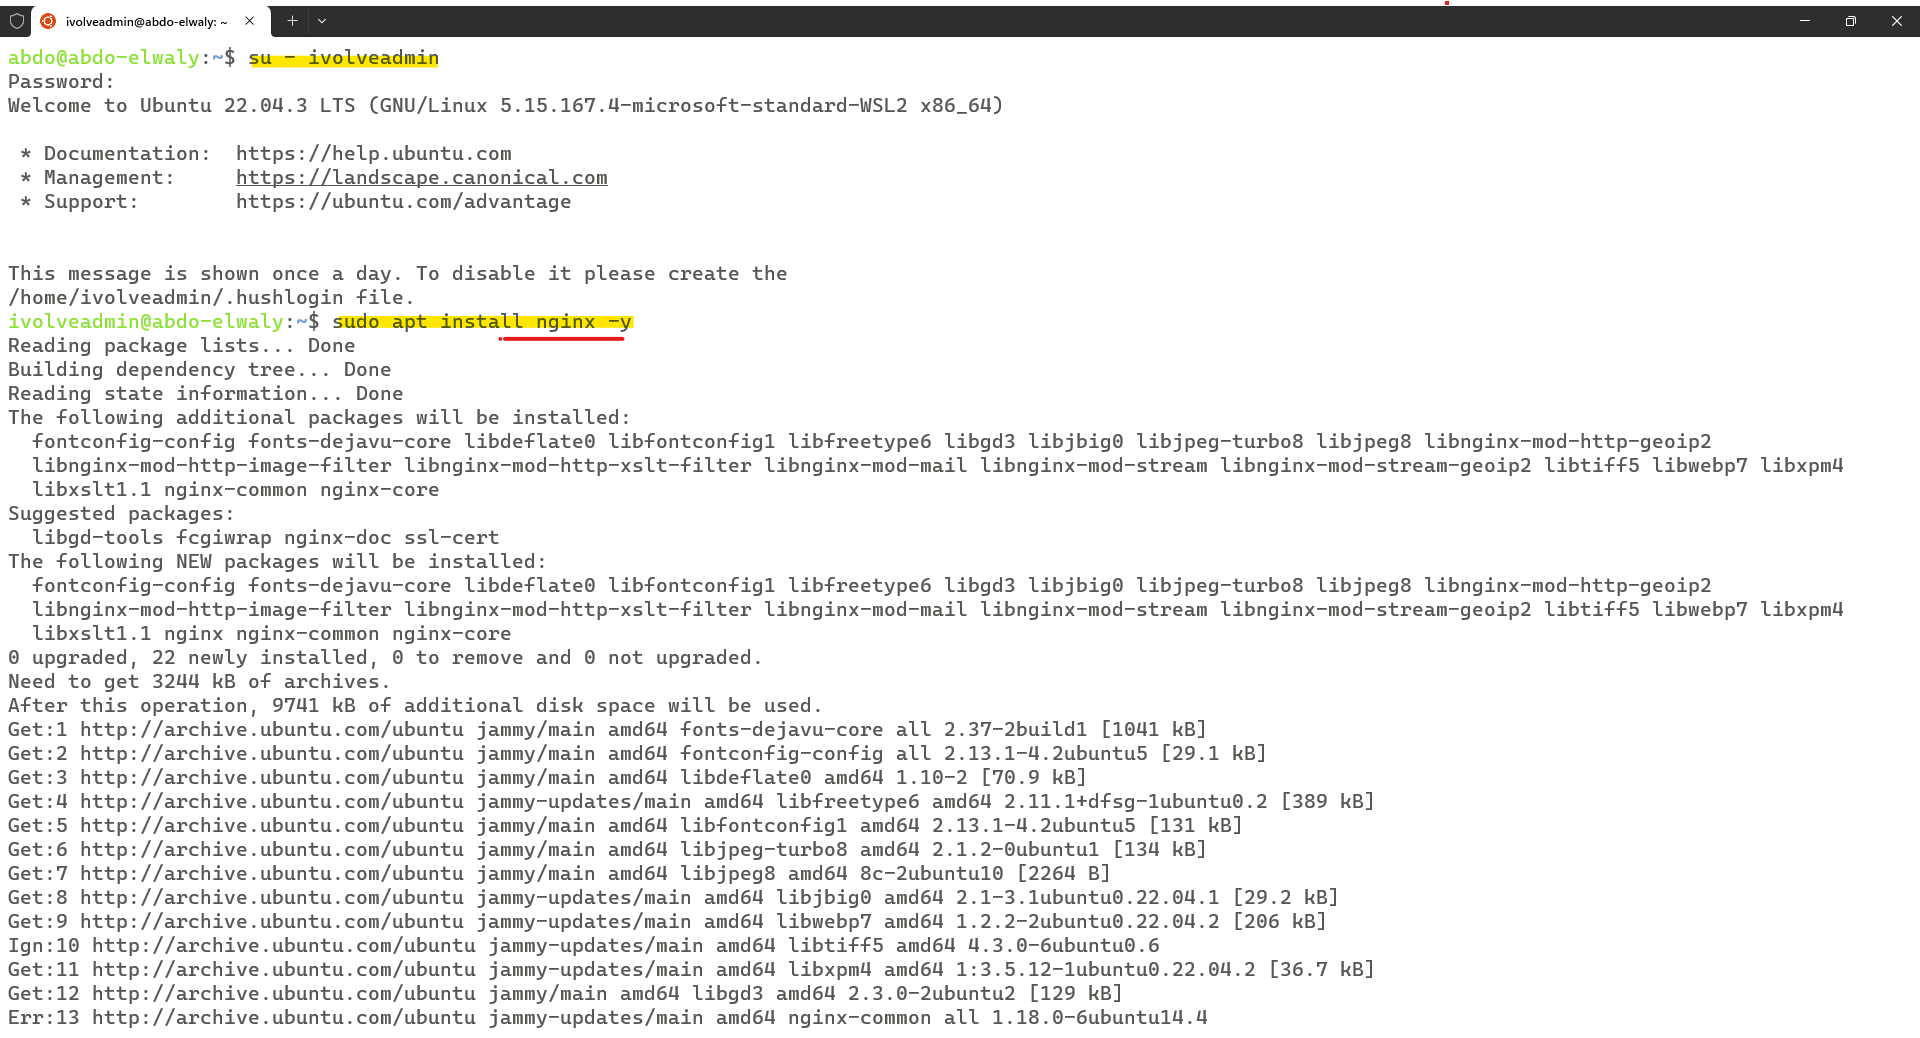 ivolveadmin@abdo-elwaly: ~
abdo@abdo-elwaly:~$ su - ivolveadmin
Password:
Welcome to Ubuntu 22.04.3 LTS (GNU/Linux 5.15.167.4-microsoft-standard-WSL2 x86_64)
* Documentation:  https://help.ubuntu.com
* Management:     https://landscape.canonical.com
* Support:        https://ubuntu.com/advantage
This message is shown once a day. To disable it please create the
/home/ivolveadmin/.hushlogin file.
ivolveadmin@abdo-elwaly:~$ sudo apt install nginx -y
Reading package lists... Done
Building dependency tree... Done
Reading state information... Done
The following additional packages will be installed:
fontconfig-config fonts-dejavu-core libdeflate0 libfontconfig1 libfreetype6 libgd3 libjbig0 libjpeg-turbo8 libjpeg8 libnginx-mod-http-geoip2
libnginx-mod-http-image-filter libnginx-mod-http-xslt-filter libnginx-mod-mail libnginx-mod-stream libnginx-mod-stream-geoip2 libtiff5 libwebp7 libxpm4
libxslt1.1 nginx-common nginx-core
Suggested packages:
libgd-tools fcgiwrap nginx-doc ssl-cert
The following NEW packages will be installed:
fontconfig-config fonts-dejavu-core libdeflate0 libfontconfig1 libfreetype6 libgd3 libjbig0 libjpeg-turbo8 libjpeg8 libnginx-mod-http-geoip2
libnginx-mod-http-image-filter libnginx-mod-http-xslt-filter libnginx-mod-mail libnginx-mod-stream libnginx-mod-stream-geoip2 libtiff5 libwebp7 libxpm4
libxslt1.1 nginx nginx-common nginx-core
0 upgraded, 22 newly installed, 0 to remove and 0 not upgraded.
Need to get 3244 kB of archives.
After this operation, 9741 kB of additional disk space will be used.
Get:1 http://archive.ubuntu.com/ubuntu jammy/main amd64 fonts-dejavu-core all 2.37-2build1 [1041 kB]
Get:2 http://archive.ubuntu.com/ubuntu jammy/main amd64 fontconfig-config all 2.13.1-4.2ubuntu5 [29.1 kB]
Get:3 http://archive.ubuntu.com/ubuntu jammy/main amd64 libdeflate0 amd64 1.10-2 [70.9 kB]
Get:4 http://archive.ubuntu.com/ubuntu jammy-updates/main amd64 libfreetype6 amd64 2.11.1+dfsg-1ubuntu0.2 [389 kB]
Get:5 http://archive.ubuntu.com/ubuntu jammy/main amd64 libfontconfig1 amd64 2.13.1-4.2ubuntu5 [131 kB]
Get:6 http://archive.ubuntu.com/ubuntu jammy/main amd64 libjpeg-turbo8 amd64 2.1.2-0ubuntu1 [134 kB]
Get:7 http://archive.ubuntu.com/ubuntu jammy/main amd64 libjpeg8 amd64 8c-2ubuntu10 [2264 B]
Get:8 http://archive.ubuntu.com/ubuntu jammy-updates/main amd64 libjbig0 amd64 2.1-3.1ubuntu0.22.04.1 [29.2 kB]
Get:9 http://archive.ubuntu.com/ubuntu jammy-updates/main amd64 libwebp7 amd64 1.2.2-2ubuntu0.22.04.2 [206 kB]
Ign:10 http://archive.ubuntu.com/ubuntu jammy-updates/main amd64 libtiff5 amd64 4.3.0-6ubuntu0.6
Get:11 http://archive.ubuntu.com/ubuntu jammy-updates/main amd64 libxpm4 amd64 1:3.5.12-1ubuntu0.22.04.2 [36.7 kB]
Get:12 http://archive.ubuntu.com/ubuntu jammy/main amd64 libgd3 amd64 2.3.0-2ubuntu2 [129 kB]
Err:13 http://archive.ubuntu.com/ubuntu jammy-updates/main amd64 nginx-common all 1.18.0-6ubuntu14.4